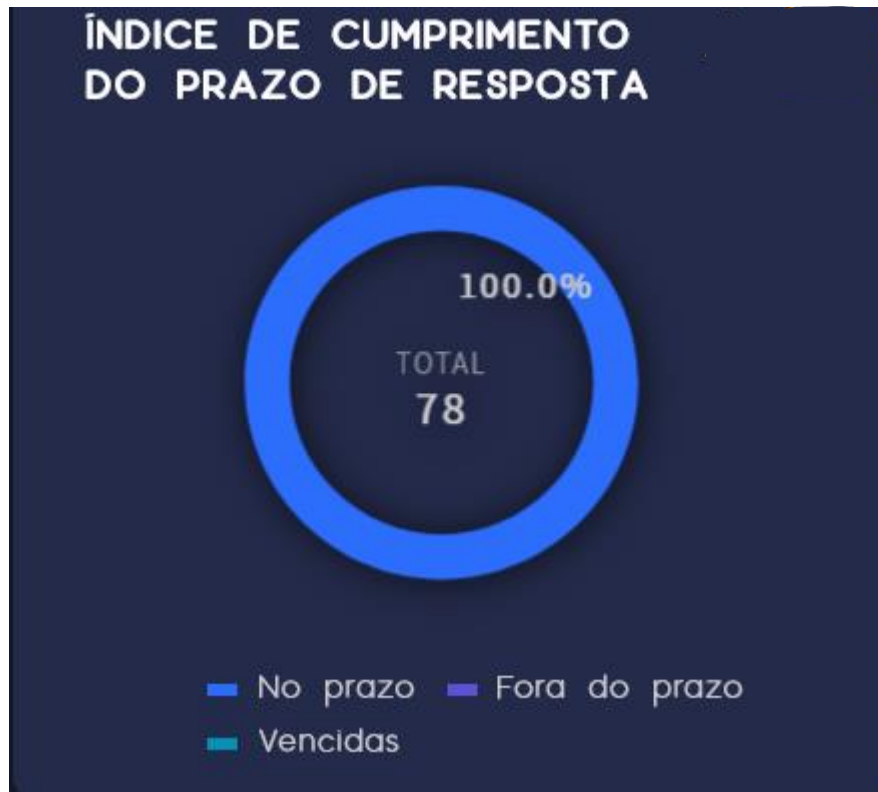 ÍNDICE DE CUMPRIMENTO
DO PRAZO DE RESPOSTA
100.0%
TOTAL
78
No prazo Fora do prazo
Vencidas